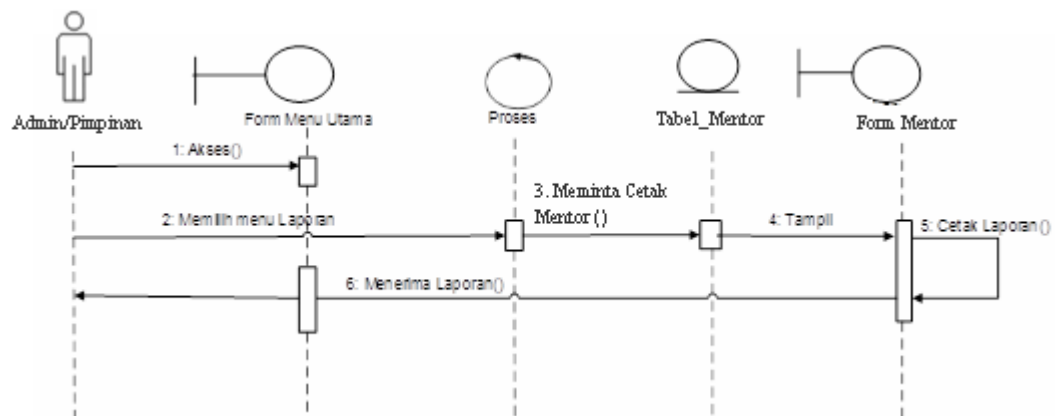 Admin/Pimpinan
Form Menu Utama
Proses
Tabel_Mentor
Form Mentor
1: Akses()
2: Memilih menu Laporan
3. Meminta Cetak
Mentor ()
4: Tampil
5: Cetak Laporan()
6: Menerima Laporan()